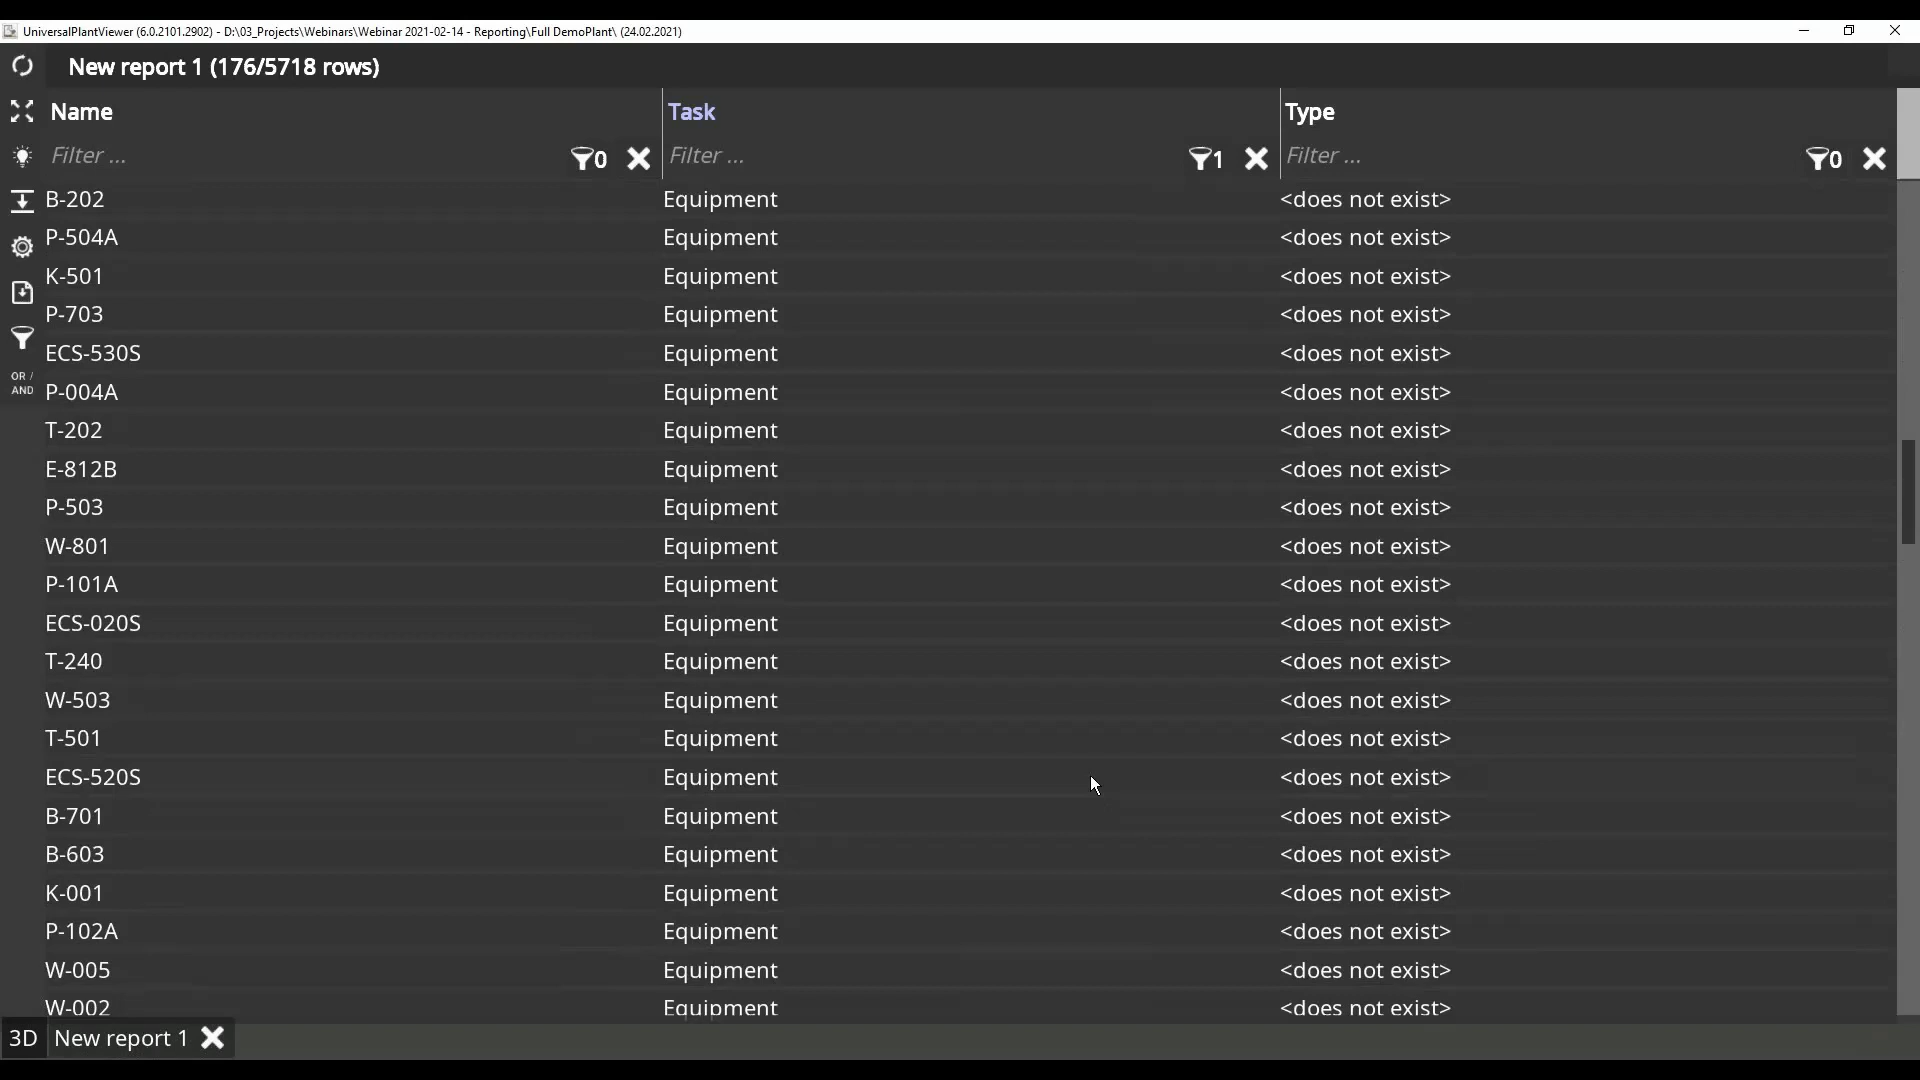 UniversalPlantViewer (6.0.2101.2902) - D:\03_Projects\Webinars\Webinar 2021-02-14 - Reporting\Full DemoPlant\ (24.02.2021)
New report 1 (176/5718 rows)
Name Task Type
Filter ... 0 Filter ... 1 Filter ... 0
B-202 Equipment <does not exist>
P-504A Equipment <does not exist>
K-501 Equipment <does not exist>
P-703 Equipment <does not exist>
ECS-530S Equipment <does not exist>
OR / AND P-004A Equipment <does not exist>
T-202 Equipment <does not exist>
E-812B Equipment <does not exist>
P-503 Equipment <does not exist>
W-801 Equipment <does not exist>
P-101A Equipment <does not exist>
ECS-020S Equipment <does not exist>
T-240 Equipment <does not exist>
W-503 Equipment <does not exist>
T-501 Equipment <does not exist>
ECS-520S Equipment <does not exist>
B-701 Equipment <does not exist>
B-603 Equipment <does not exist>
K-001 Equipment <does not exist>
P-102A Equipment <does not exist>
W-005 Equipment <does not exist>
W-002 Equipment <does not exist>
3D New report 1